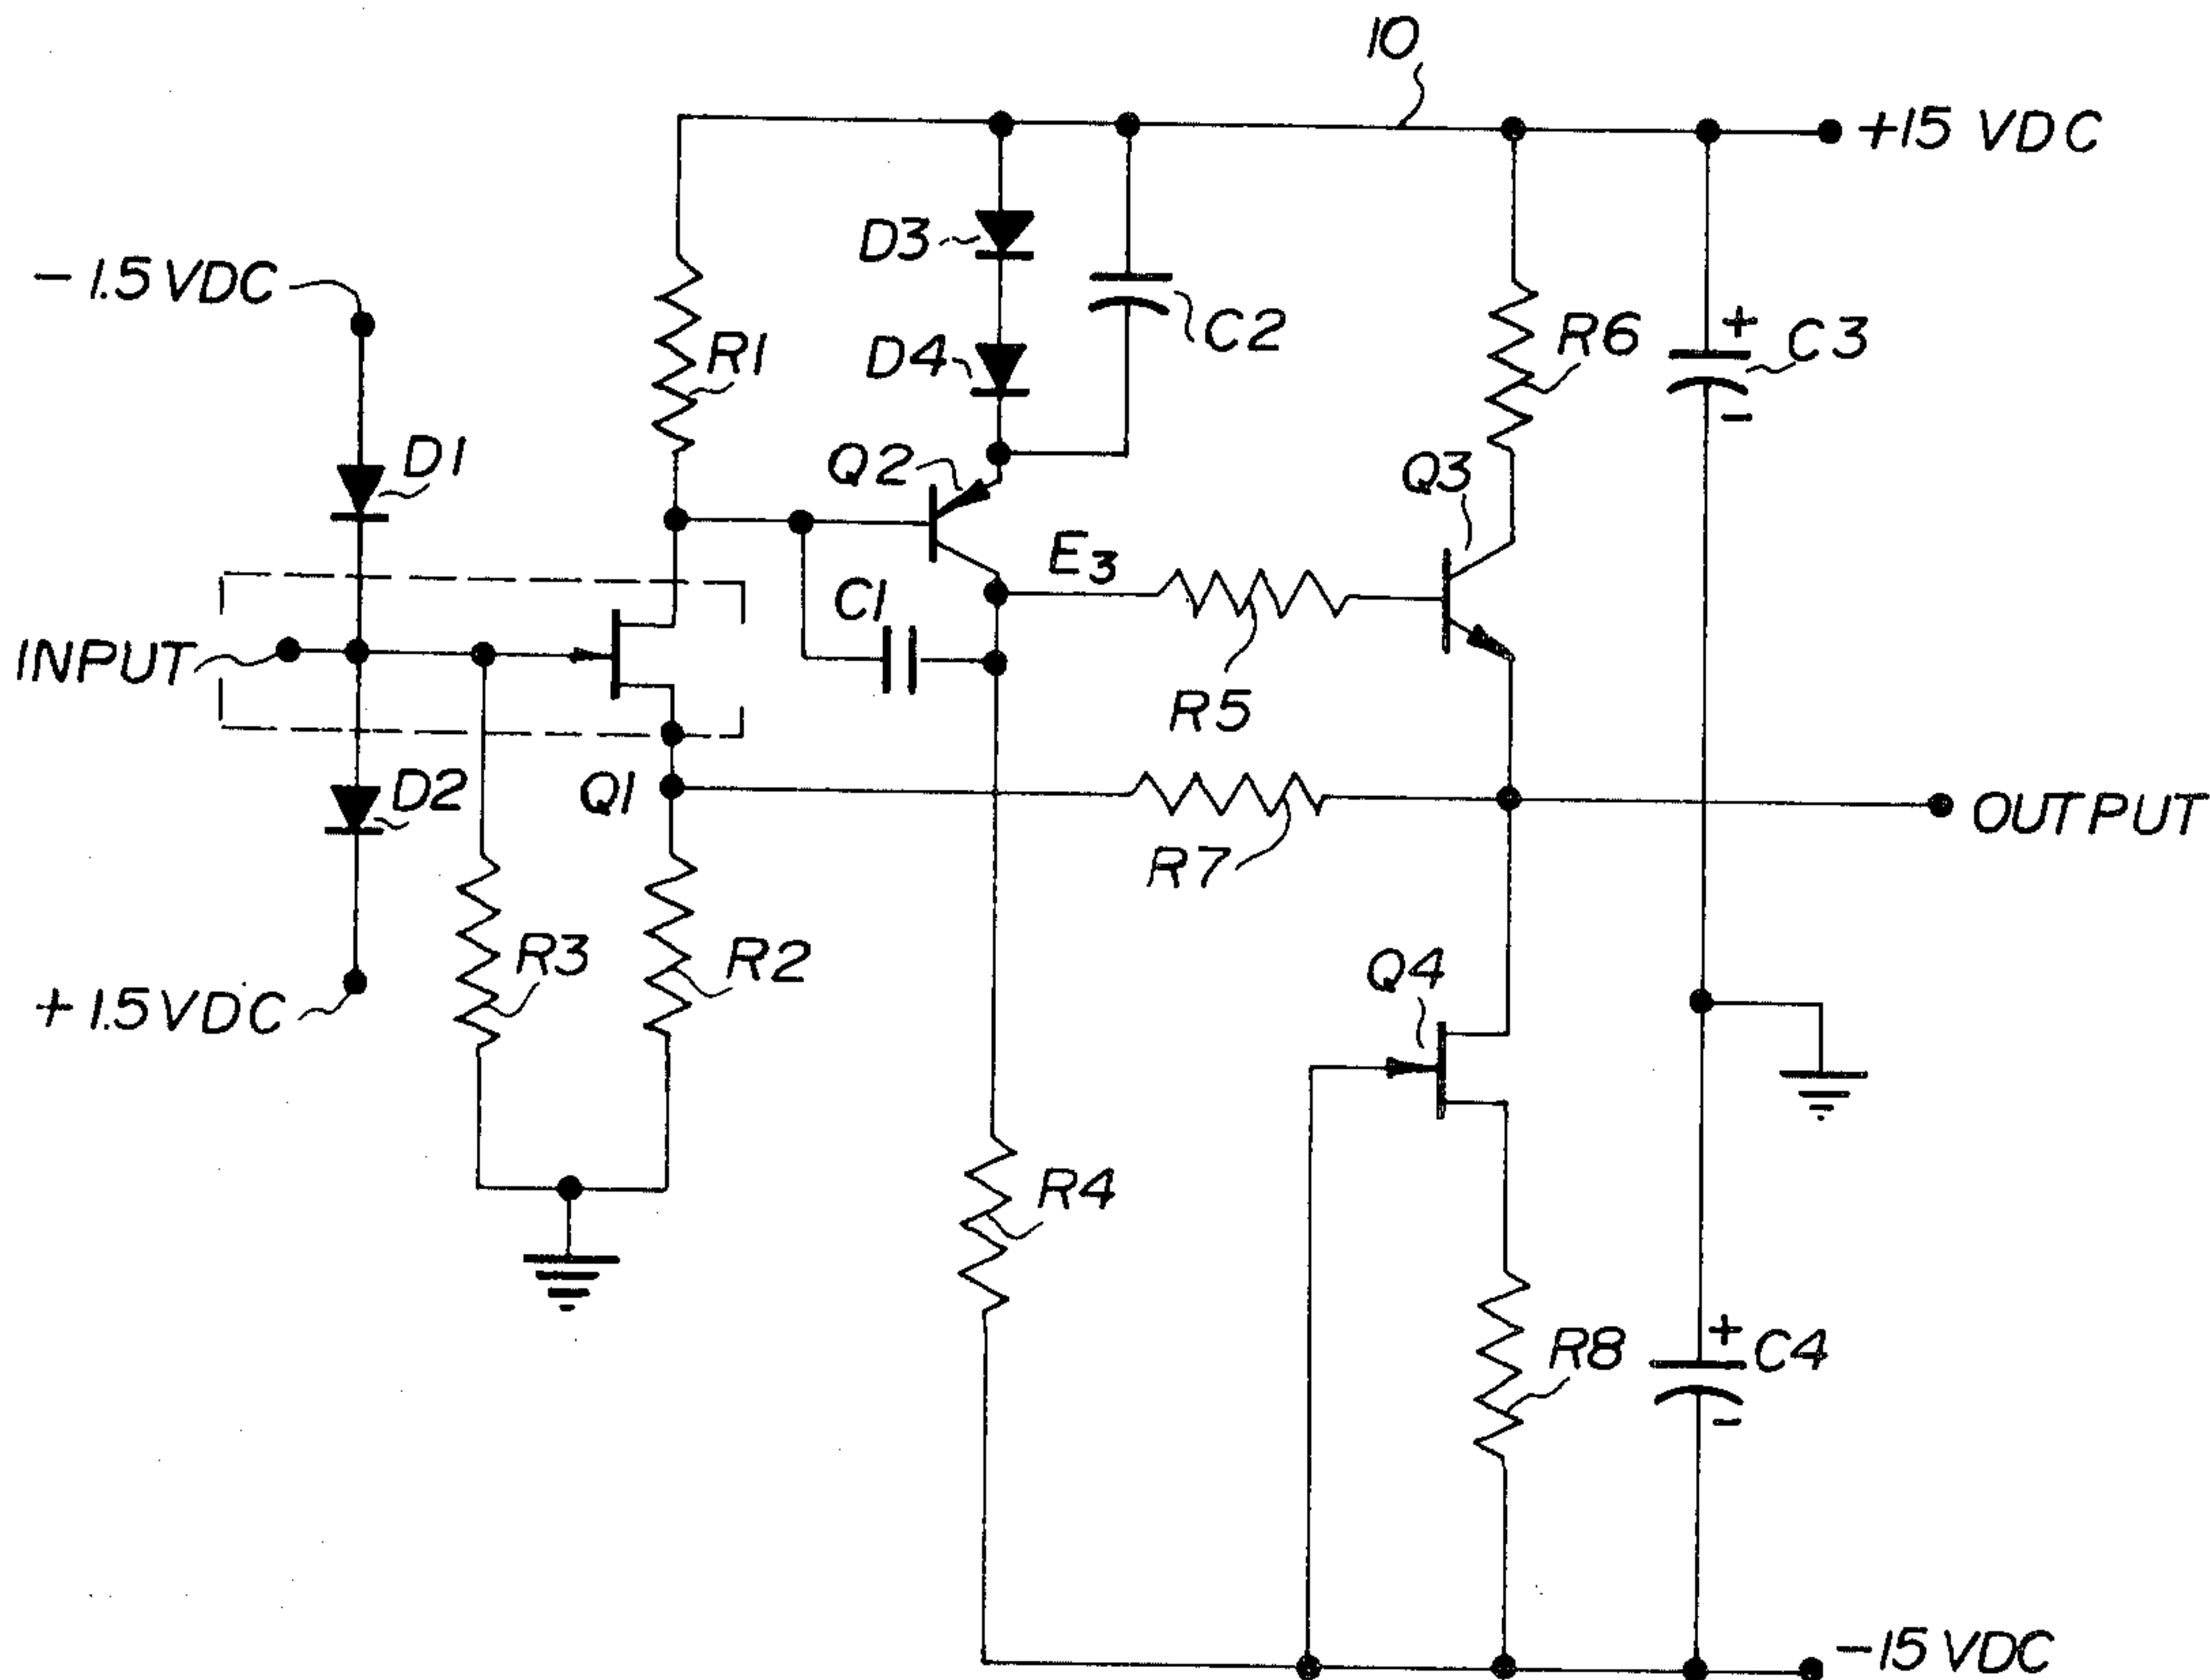 10
+15 VDC
-1.5 VDC
D3
C2
R1
D4
R6
+
C3
-
D1
Q2
Q3
E3
C1
INPUT
R5
D2
Q1
OUTPUT
R7
R3
R2
Q4
+1.5 VDC
R4
R8
+
C4
-
-15 VDC